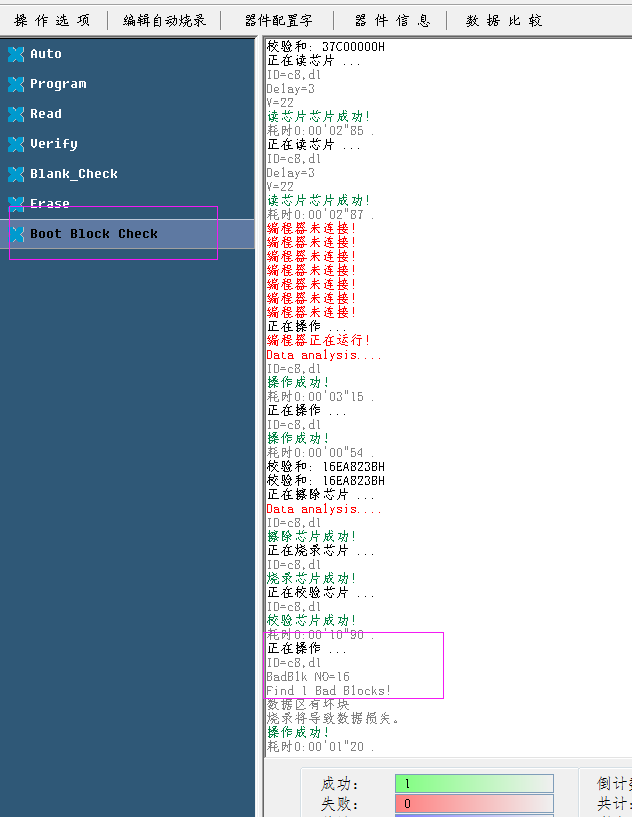 操作选项 编辑自动烧录 器件配置字 器件信息 数据比较
Auto
Program
Read
Verify
Blank_Check
Erase
Boot Block Check
校验和: 37C00000H
正在读芯片 ...
ID=c8,d1
Delay=3
V=22
读芯片芯片成功!
耗时0:00'02"85 .
正在读芯片 ...
ID=c8,d1
Delay=3
V=22
读芯片芯片成功!
耗时0:00'02"87 .
编程器未连接!
编程器未连接!
编程器未连接!
编程器未连接!
编程器未连接!
编程器未连接!
编程器未连接!
正在操作 ...
编程器正在运行!
Data analysis....
ID=c8,d1
操作成功!
耗时0:00'03"15 .
正在操作 ...
ID=c8,d1
操作成功!
耗时0:00'00"54 .
校验和: 16EA823BH
校验和: 16EA823BH
正在擦除芯片 ...
Data analysis....
ID=c8,d1
擦除芯片成功!
正在烧录芯片 ...
ID=c8,d1
烧录芯片成功!
正在校验芯片 ...
ID=c8,d1
校验芯片成功!
耗时0:00'10"90 .
正在操作 ...
ID=c8,d1
BadBlk NO=16
Find 1 Bad Blocks!
数据区有坏块
烧录将导致数据损失。
操作成功!
耗时0:00'01"20 .
成功: 1 倒计
失败: 0 共计: